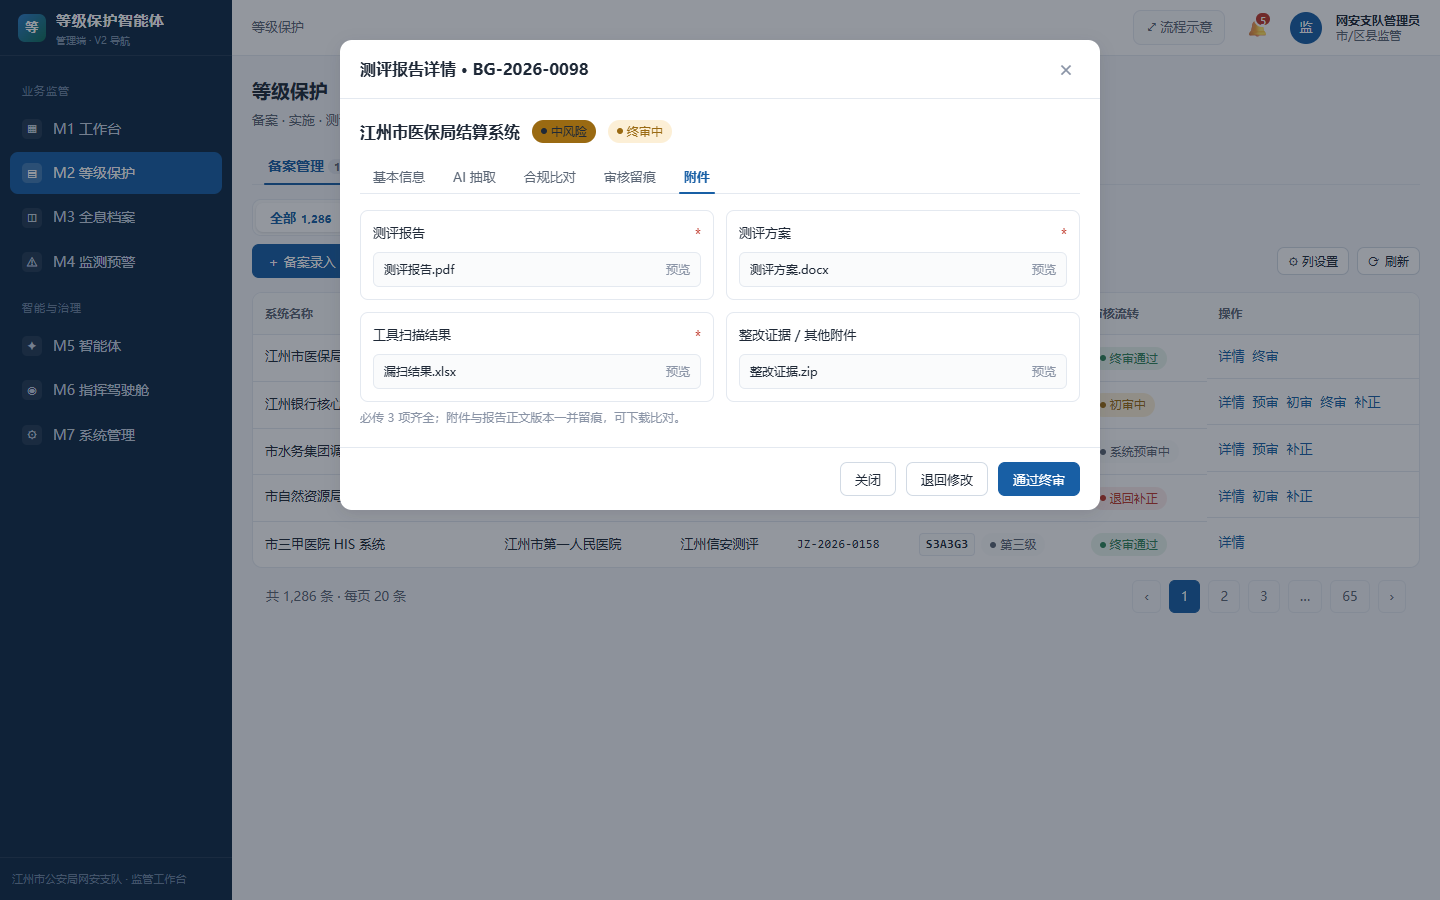 等
等级保护智能体
管理端 · V2 导航
业务监管
M1 工作台
M2 等级保护
M3 全息档案
M4 监测预警
智能与治理
M5 智能体
M6 指挥驾驶舱
M7 系统管理
江州市公安局网安支队 · 监管工作台
等级保护
流程示意
5
监
网安支队管理员
市/区县监管
等级保护
备案 · 实施 · 测
备案管理 1
全部 1,286
+ 备案录入
列设置
刷新
系统名称
核流转
操作
江州市医保局
终审通过
详情 终审
江州银行核心
初审中
详情 预审 初审 终审 补正
市水务集团调
系统预审中
详情 预审 补正
市自然资源局
退回补正
详情 初审 补正
市三甲医院 HIS 系统
江州市第一人民医院
江州信安测评
JZ-2026-0158
S3A3G3
第三级
终审通过
详情
共 1,286 条 · 每页 20 条
‹ 1 2 3 … 65 ›
测评报告详情 • BG-2026-0098
×
江州市医保局结算系统
中风险
终审中
基本信息
AI 抽取
合规比对
审核留痕
附件
测评报告 *
测评报告.pdf
预览
测评方案 *
测评方案.docx
预览
工具扫描结果 *
漏扫结果.xlsx
预览
整改证据 / 其他附件
整改证据.zip
预览
必传 3 项齐全；附件与报告正文版本一并留痕，可下载比对。
关闭
退回修改
通过终审